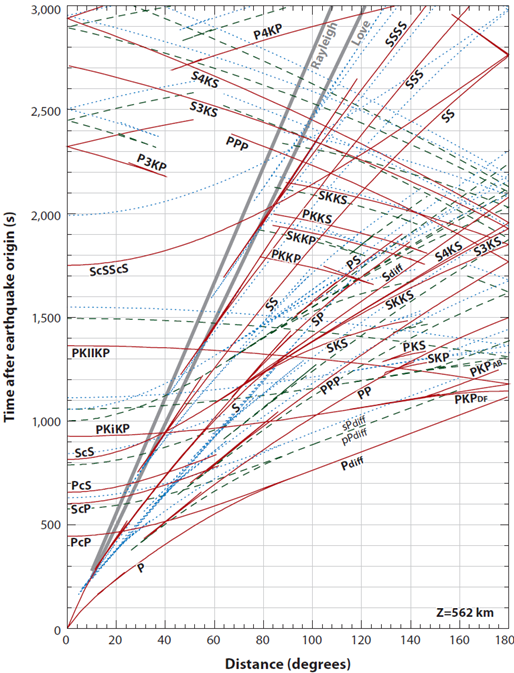 3,000
2,500
2,000
1,500
1,000
500
0
Time after earthquake origin (s)
0
20
40
60
80
100
120
140
160
180
Distance (degrees)
Z=562 km
P4KP
Rayleigh
Love
SSSS
SSS
SS
S4KS
S3KS
PPP
P3KP
SKKS
PKKS
SKKP
PKKP
PS
Sdiff
S4KS
S3KS
ScSScS
SS
SP
SKKS
SKS
PKS
SKP
PKPAB
PKIIKP
PPP
PP
PKPDF
S
sPdiff
pPdiff
PKiKP
ScS
Pdiff
PcS
ScP
PcP
P